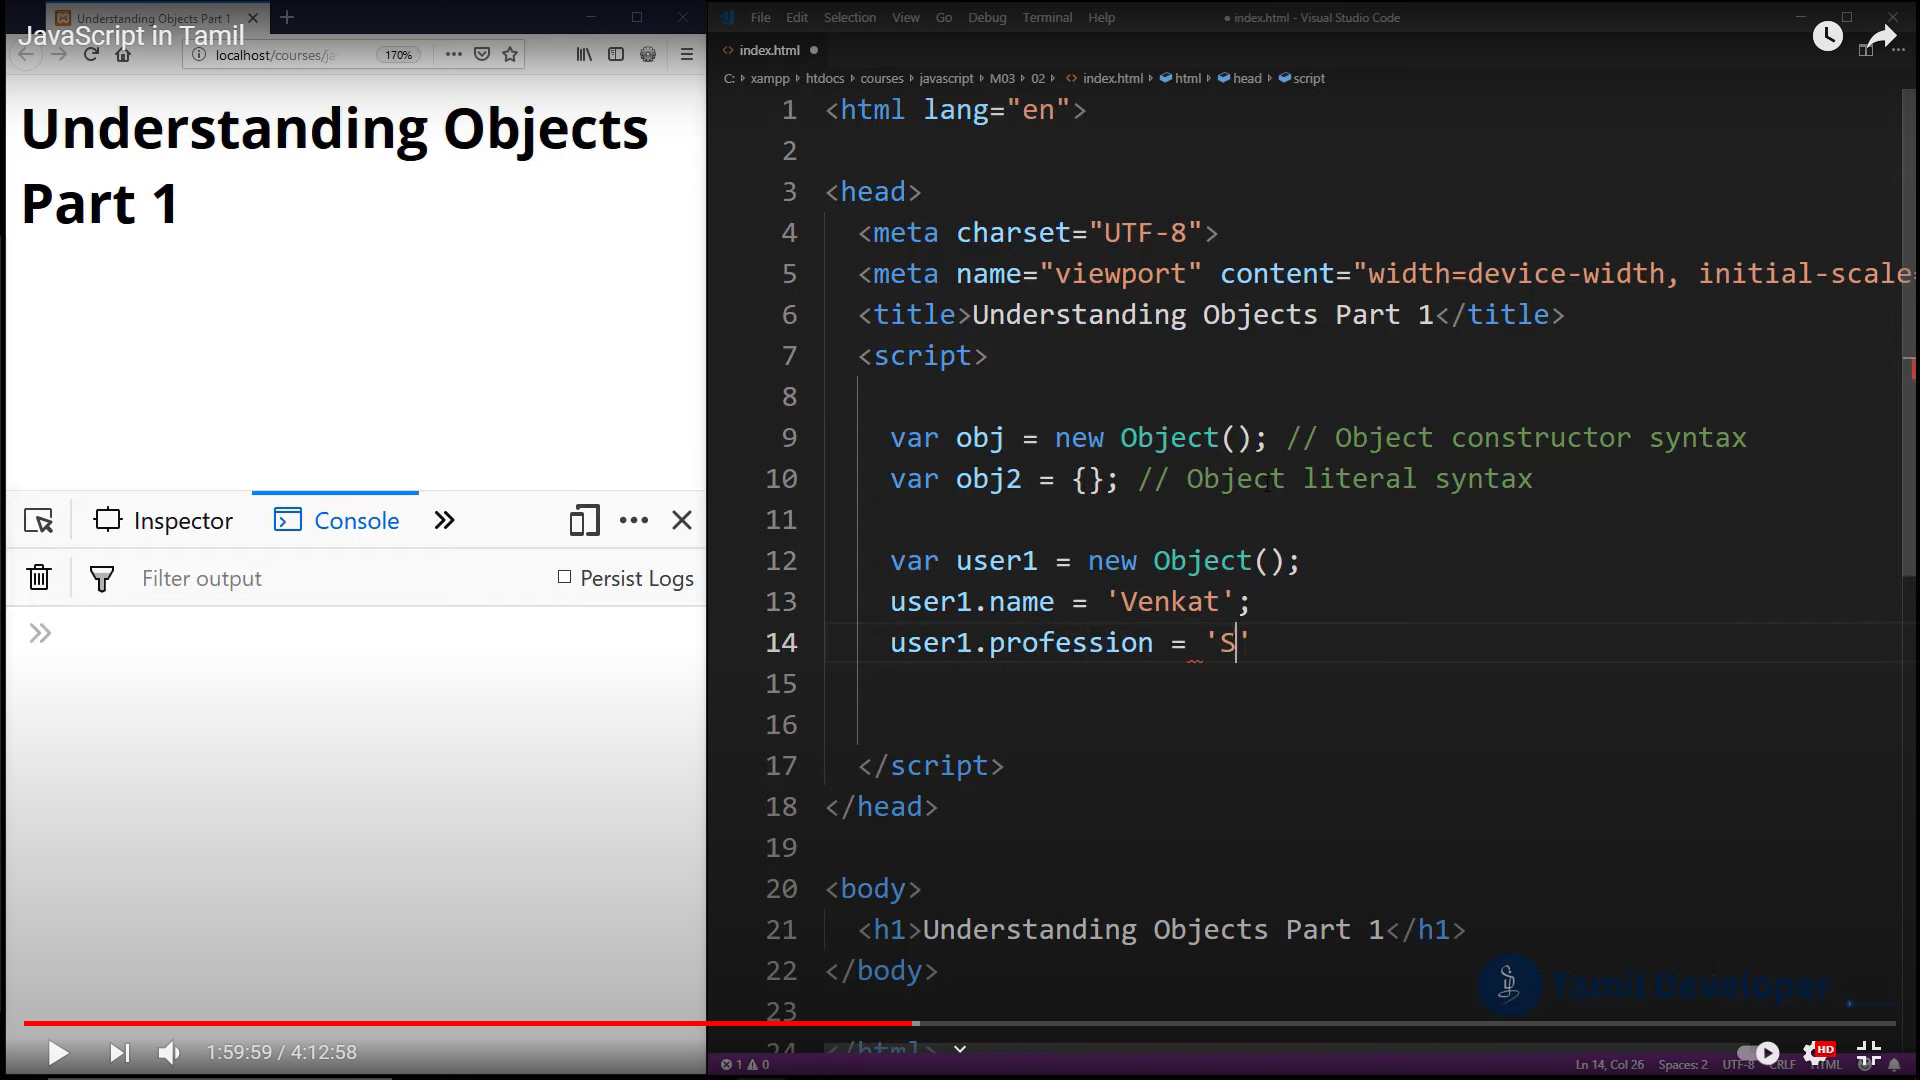 Understanding Objects Part 1
JavaScript in Tamil
localhost/courses/ja
170%
Understanding Objects
Part 1
Inspector
Console
Filter output
Persist Logs
File Edit Selection View Go Debug Terminal Help
● index.html - Visual Studio Code
<> index.html ●
C: > xampp > htdocs > courses > javascript > M03 > 02 > <> index.html > html > head > script
1 <html lang="en">
2
3 <head>
4 <meta charset="UTF-8">
5 <meta name="viewport" content="width=device-width, initial-scale=
6 <title>Understanding Objects Part 1</title>
7 <script>
8
9 var obj = new Object(); // Object constructor syntax
10 var obj2 = {}; // Object literal syntax
11
12 var user1 = new Object();
13 user1.name = 'Venkat';
14 user1.profession = 'S'
15
16
17 </script>
18 </head>
19
20 <body>
21 <h1>Understanding Objects Part 1</h1>
22 </body>
23
24 </html>
Tamil Developer
1:59:59 / 4:12:58
HD
1 0
Ln 14, Col 26 Spaces: 2 UTF-8 CRLF HTML